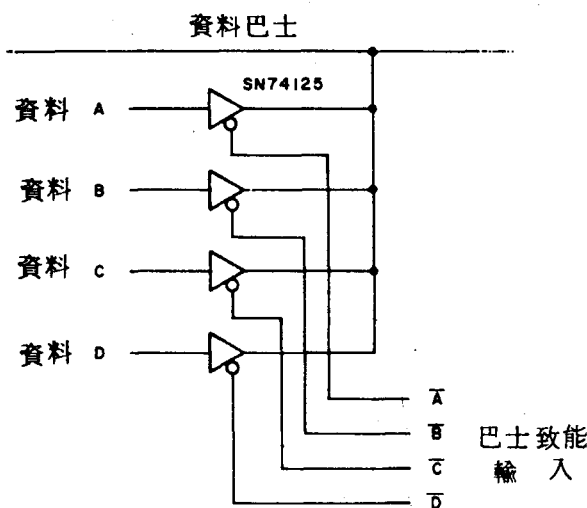 資料巴士
SN74125
資料 A
資料 B
資料 C
資料 D
A̅
B̅ 巴士致能
C̅ 輸 入
D̅